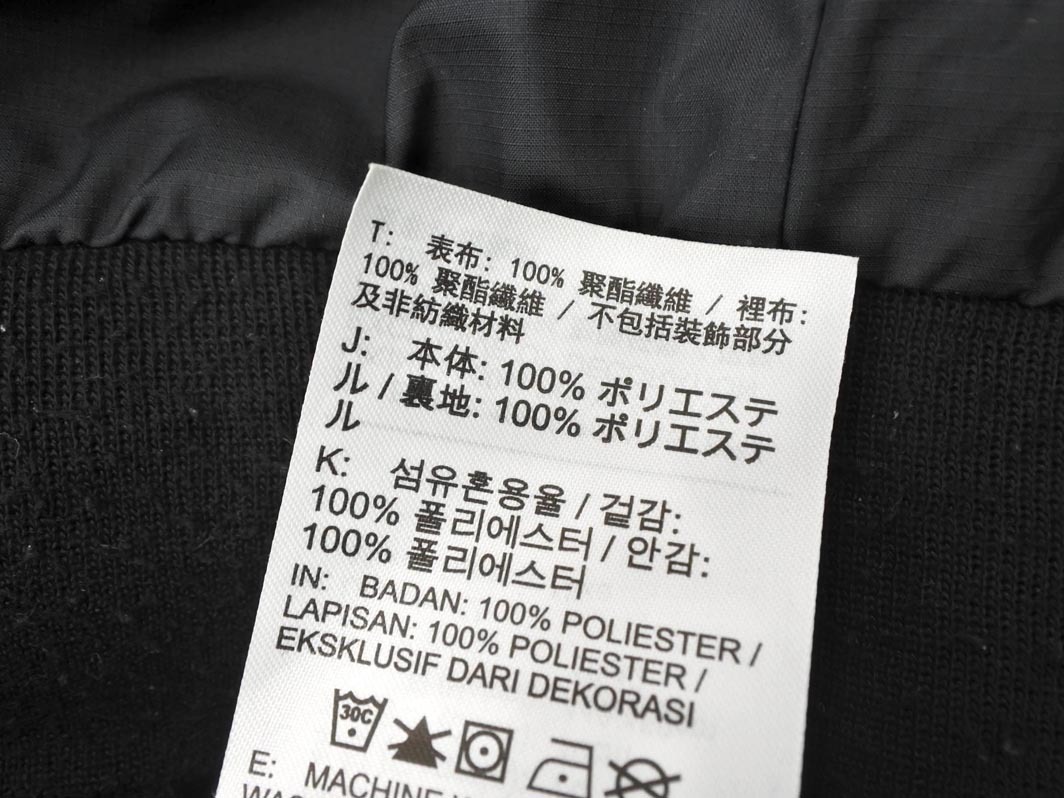 T: 表布: 100% 聚酯纖維 / 裡布:
100% 聚酯纖維 / 不包括裝飾部分
及非紡織材料
J: 本体: 100% ポリエステ
ル / 裏地: 100% ポリエステ
ル
K: 섬유혼용율 / 겉감:
100% 폴리에스터 / 안감:
100% 폴리에스터
IN: BADAN: 100% POLIESTER /
LAPISAN: 100% POLIESTER /
EKSKLUSIF DARI DEKORASI
30C
E: MACHINE